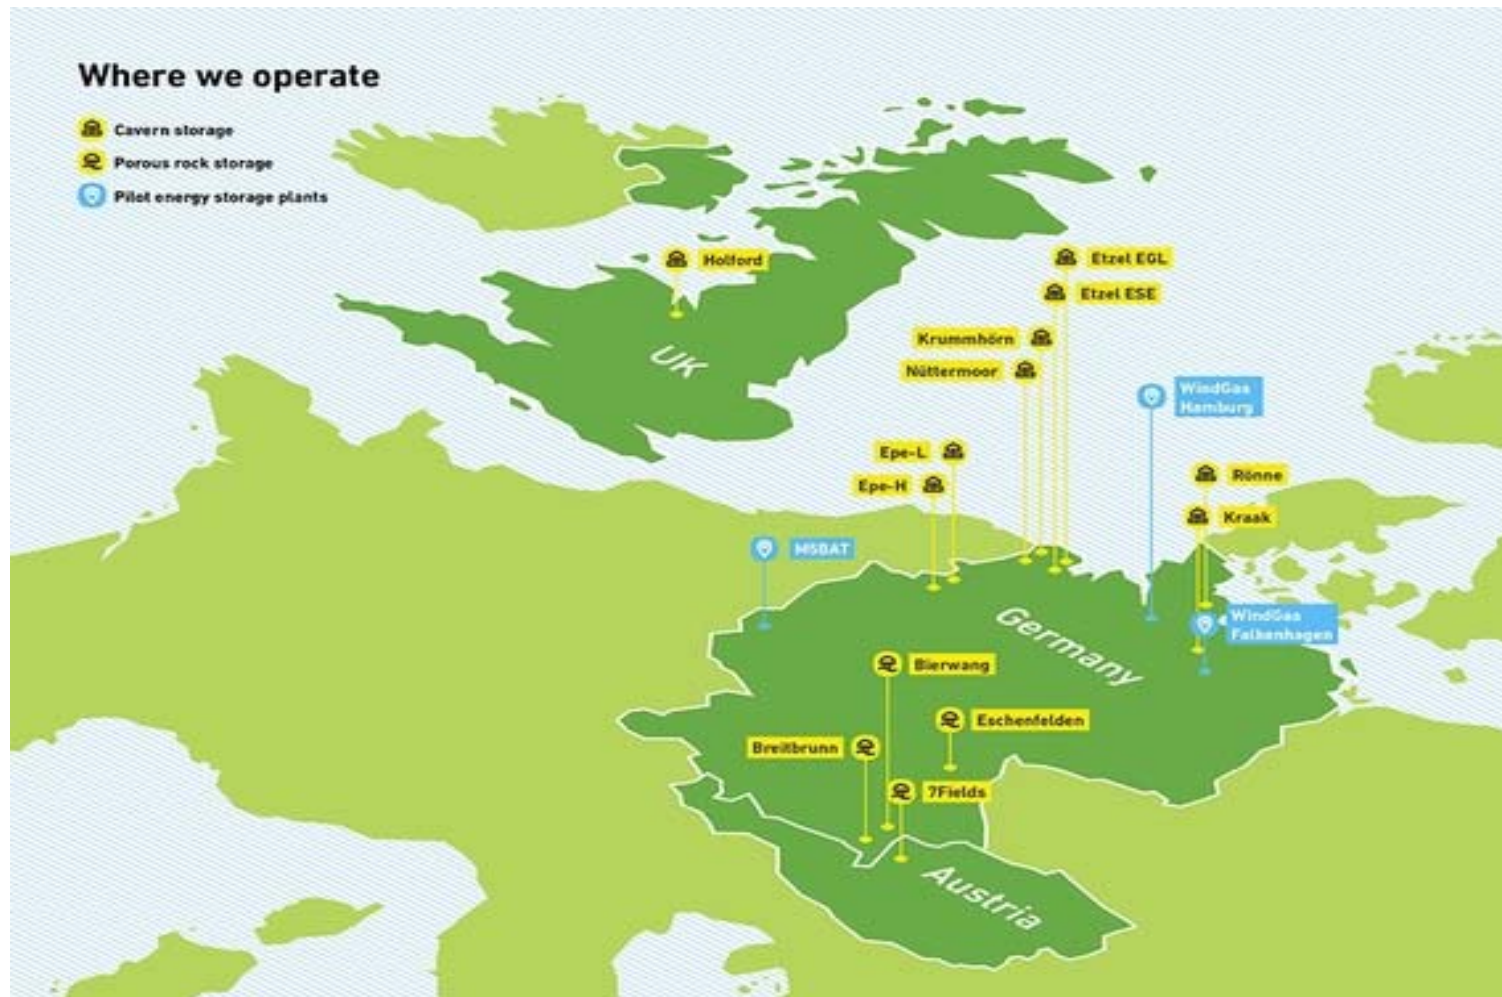 Where we operate
Cavern storage
Porous rock storage
Pilot energy storage plants
Holford
Etzel EGL
Etzel ESE
UK
Krummhörn
Nüttermoor
WindGas
Hamburg
Epe-L
Epe-H
Rönne
Kraak
M5BAT
Germany
WindGas
Falkenhagen
Bierwang
Eschenfelden
Breitbrunn
7Fields
Austria